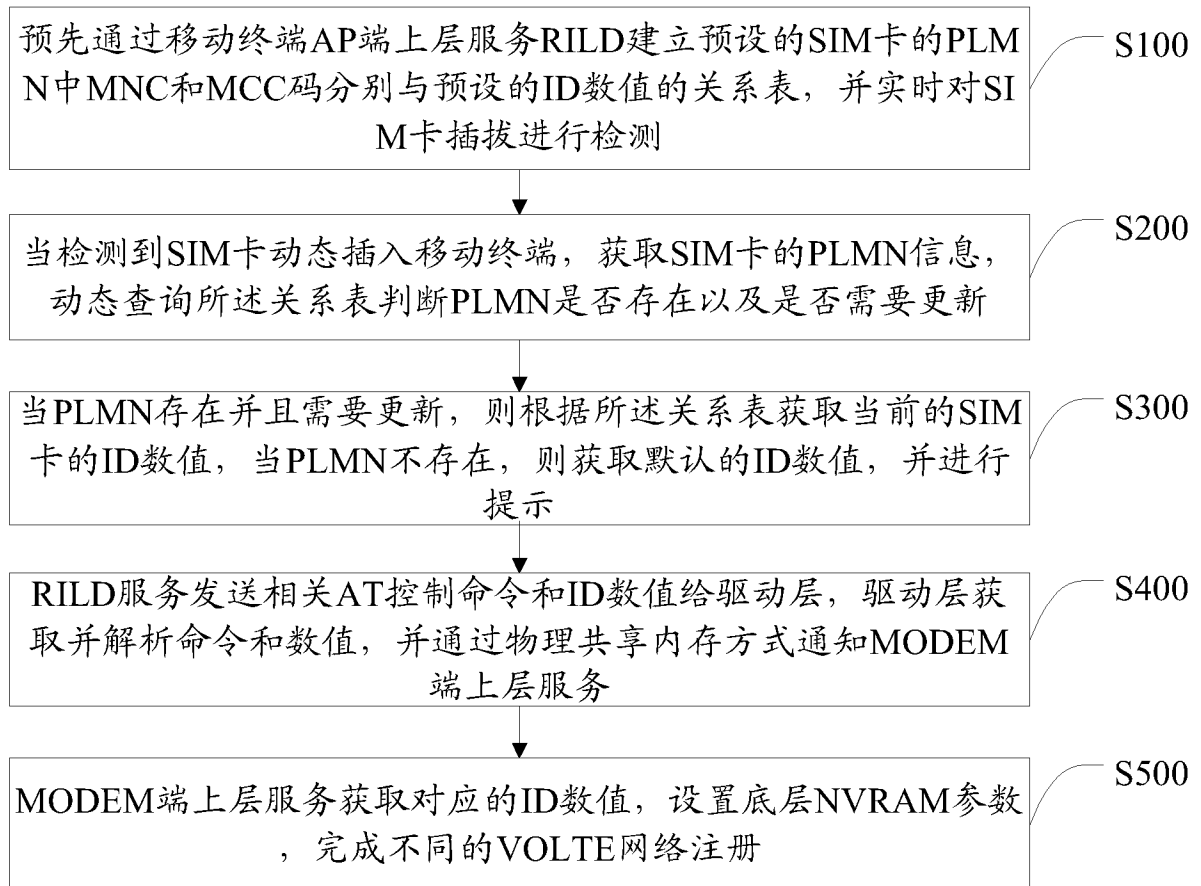 预先通过移动终端AP端上层服务RILD建立预设的SIM卡的PLM
N中MNC和MCC码分别与预设的ID数值的关系表，并实时对SI
M卡插拔进行检测
S100
当检测到SIM卡动态插入移动终端，获取SIM卡的PLMN信息，
动态查询所述关系表判断PLMN是否存在以及是否需要更新
S200
当PLMN存在并且需要更新，则根据所述关系表获取当前的SIM
卡的ID数值，当PLMN不存在，则获取默认的ID数值，并进行
提示
S300
RILD服务发送相关AT控制命令和ID数值给驱动层，驱动层获
取并解析命令和数值，并通过物理共享内存方式通知MODEM
端上层服务
S400
MODEM端上层服务获取对应的ID数值，设置底层NVRAM参数
，完成不同的VOLTE网络注册
S500